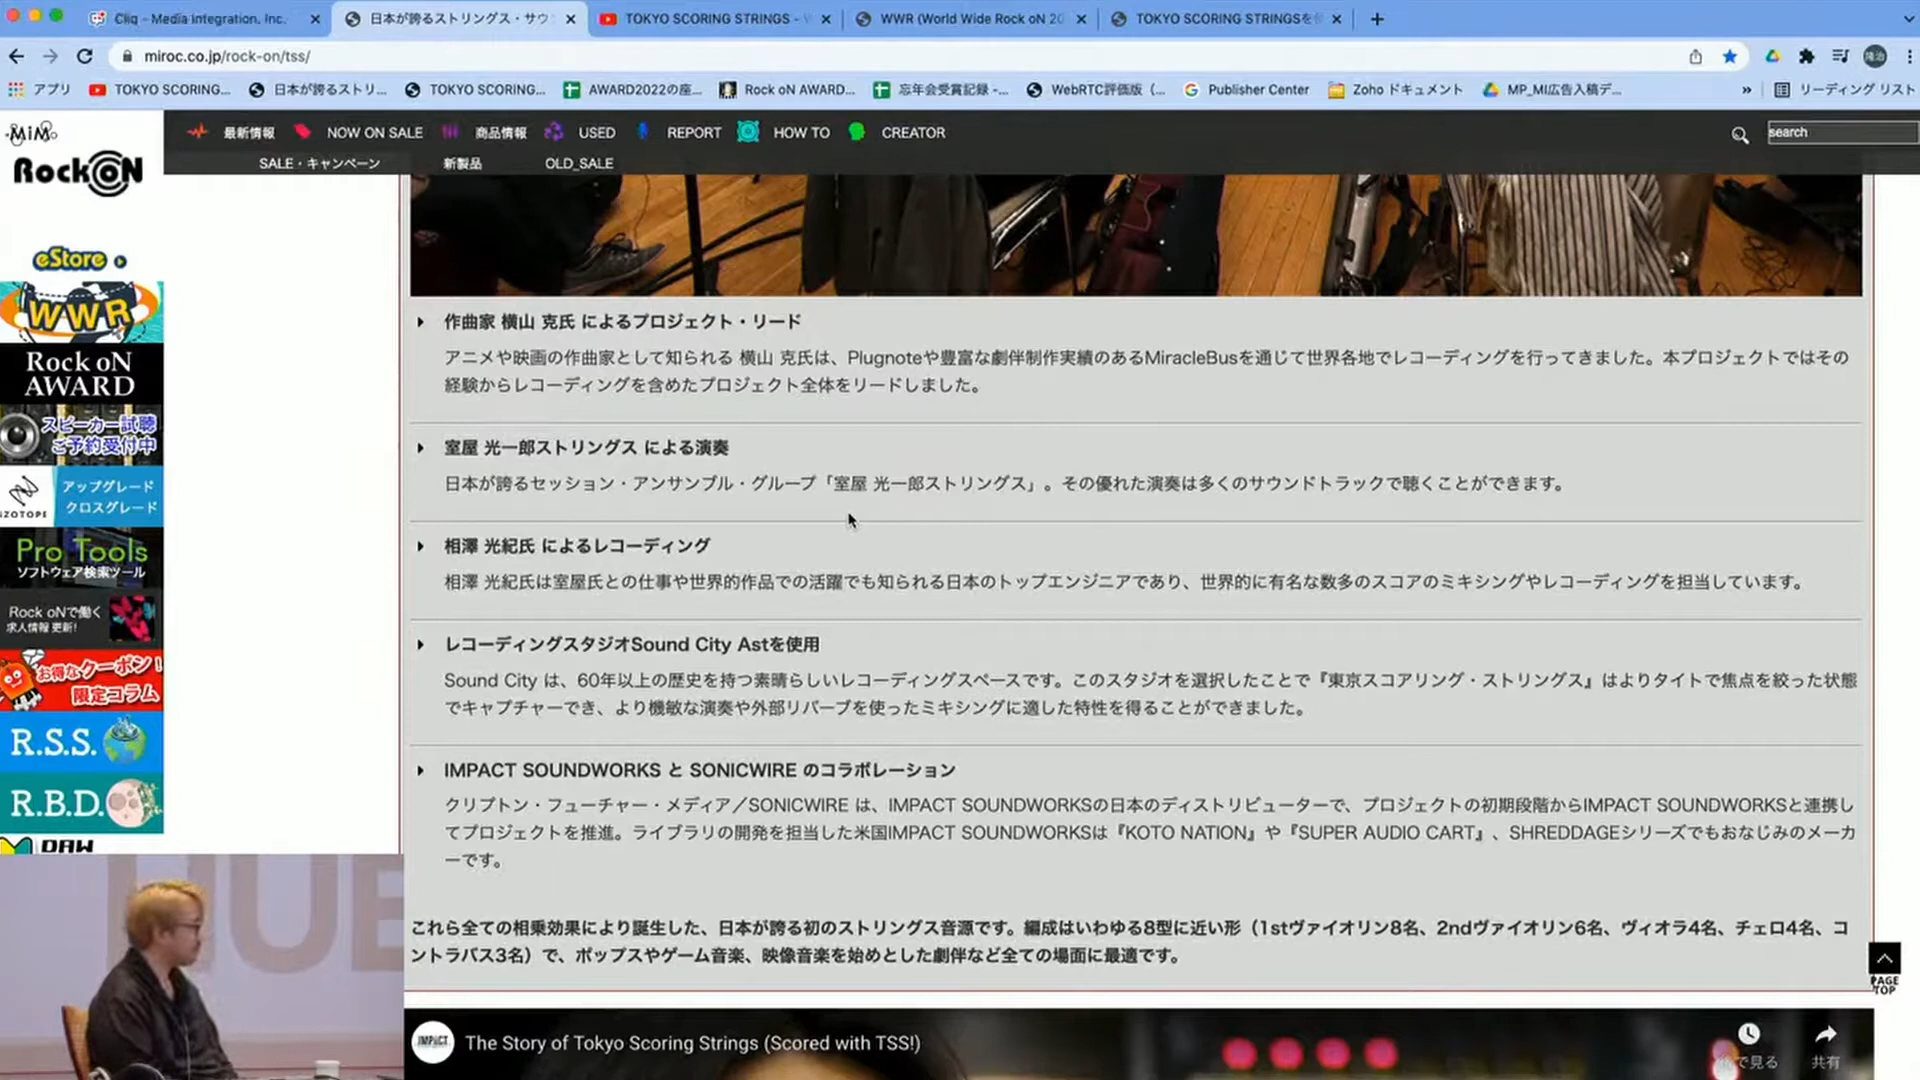 Cliq - Media Integration, Inc.
日本が誇るストリングス・サウ
TOKYO SCORING STRINGS -
WWR (World Wide Rock oN 20
TOKYO SCORING STRINGSを
miroc.co.jp/rock-on/tss/
アプリ
TOKYO SCORING...
日本が誇るストリ...
TOKYO SCORING...
AWARD2022の座...
Rock oN AWARD...
忘年会受賞記録 -...
WebRTC評価版（...
Publisher Center
Zoho ドキュメント
MP_MI広告入稿デ...
»
リーディング リスト
MiM
RockoN
最新情報
NOW ON SALE
商品情報
USED
REPORT
HOW TO
CREATOR
search
SALE・キャンペーン
新製品
OLD_SALE
eStore
WWR
Rock oN
AWARD
スピーカー試聴
ご予約受付中
アップグレード
クロスグレード
Pro Tools
ソフトウェア検索ツール
Rock oNで働く
求人情報 更新!
お得なクーポン!
限定コラム
R.S.S.
R.B.D.
DAW
作曲家 横山 克氏 によるプロジェクト・リード
アニメや映画の作曲家として知られる 横山 克氏は、Plugnoteや豊富な劇伴制作実績のあるMiracleBusを通じて世界各地でレコーディングを行ってきました。本プロジェクトではその
経験からレコーディングを含めたプロジェクト全体をリードしました。
室屋 光一郎ストリングス による演奏
日本が誇るセッション・アンサンブル・グループ「室屋 光一郎ストリングス」。その優れた演奏は多くのサウンドトラックで聴くことができます。
相澤 光紀氏 によるレコーディング
相澤 光紀氏は室屋氏との仕事や世界的作品での活躍でも知られる日本のトップエンジニアであり、世界的に有名な数多のスコアのミキシングやレコーディングを担当しています。
レコーディングスタジオSound City Astを使用
Sound City は、60年以上の歴史を持つ素晴らしいレコーディングスペースです。このスタジオを選択したことで『東京スコアリング・ストリングス』はよりタイトで焦点を絞った状態
でキャプチャーでき、より機敏な演奏や外部リバーブを使ったミキシングに適した特性を得ることができました。
IMPACT SOUNDWORKS と SONICWIRE のコラボレーション
クリプトン・フューチャー・メディア／SONICWIRE は、IMPACT SOUNDWORKSの日本のディストリビューターで、プロジェクトの初期段階からIMPACT SOUNDWORKSと連携し
てプロジェクトを推進。ライブラリの開発を担当した米国IMPACT SOUNDWORKSは『KOTO NATION』や『SUPER AUDIO CART』、SHREDDAGEシリーズでもおなじみのメーカ
ーです。
これら全ての相乗効果により誕生した、日本が誇る初のストリングス音源です。編成はいわゆる8型に近い形（1stヴァイオリン8名、2ndヴァイオリン6名、ヴィオラ4名、チェロ4名、コ
ントラバス3名）で、ポップスやゲーム音楽、映像音楽を始めとした劇伴など全ての場面に最適です。
PAGE
TOP
IMPACT
The Story of Tokyo Scoring Strings (Scored with TSS!)
で見る
共有